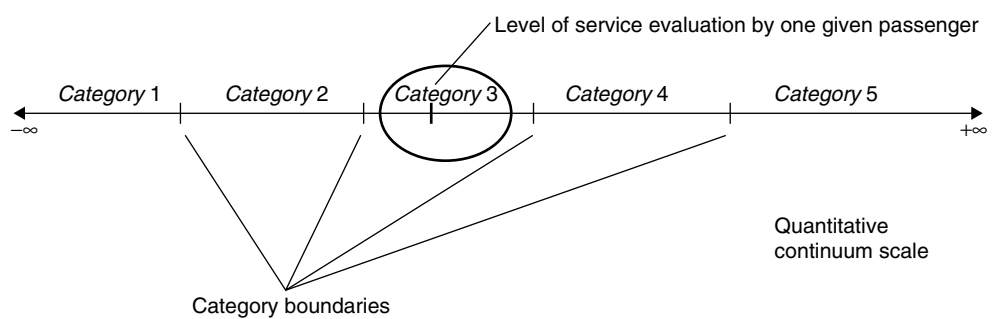 Level of service evaluation by one given passenger
Category 1 Category 2 Category 3 Category 4 Category 5
−∞ +∞
Quantitative
continuum scale
Category boundaries